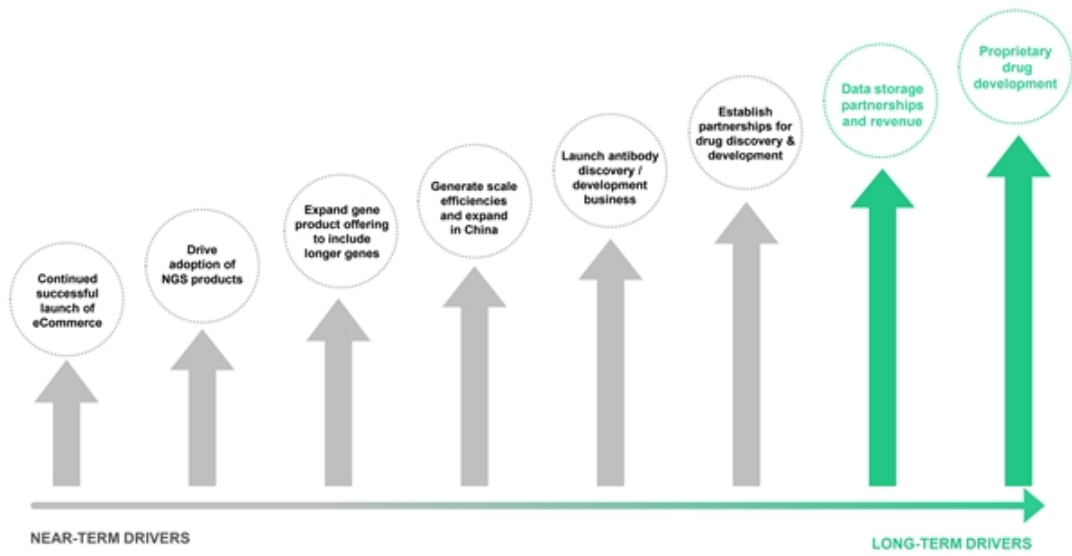 Continued
successful
launch of
eCommerce
Drive
adoption of
NGS products
Expand gene
product offering
to include
longer genes
Generate scale
efficiencies
and expand
in China
Launch antibody
discovery /
development
business
Establish
partnerships for
drug discovery &
development
Data storage
partnerships
and revenue
Proprietary
drug
development
NEAR-TERM DRIVERS
LONG-TERM DRIVERS